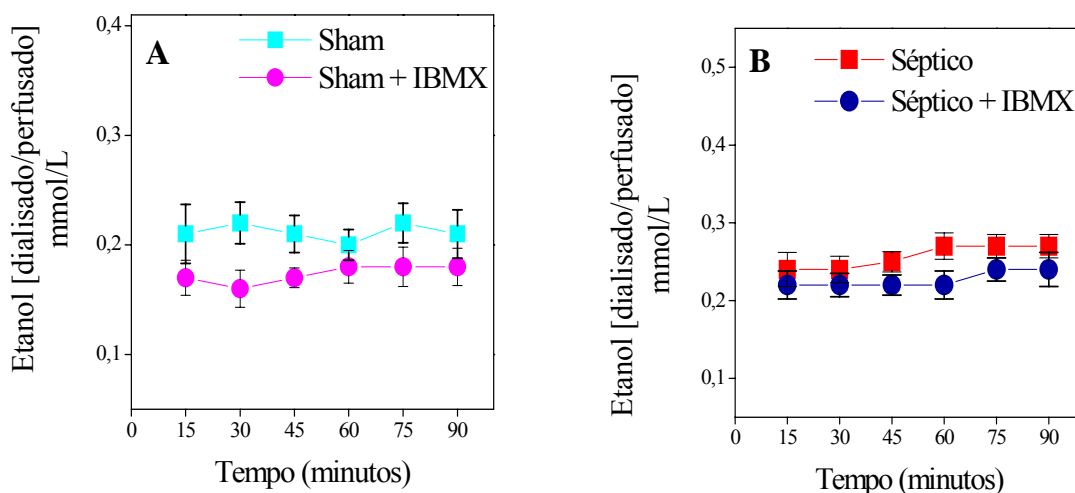 A
Sham
Sham + IBMX
Etanol [dialisado/perfusado]
mmol/L
0,4
0,3
0,2
0,1
0
15
30
45
60
75
90
Tempo (minutos)
B
Séptico
Séptico + IBMX
Etanol [dialisado/perfusado]
mmol/L
0,5
0,4
0,3
0,2
0,1
0
15
30
45
60
75
90
Tempo (minutos)